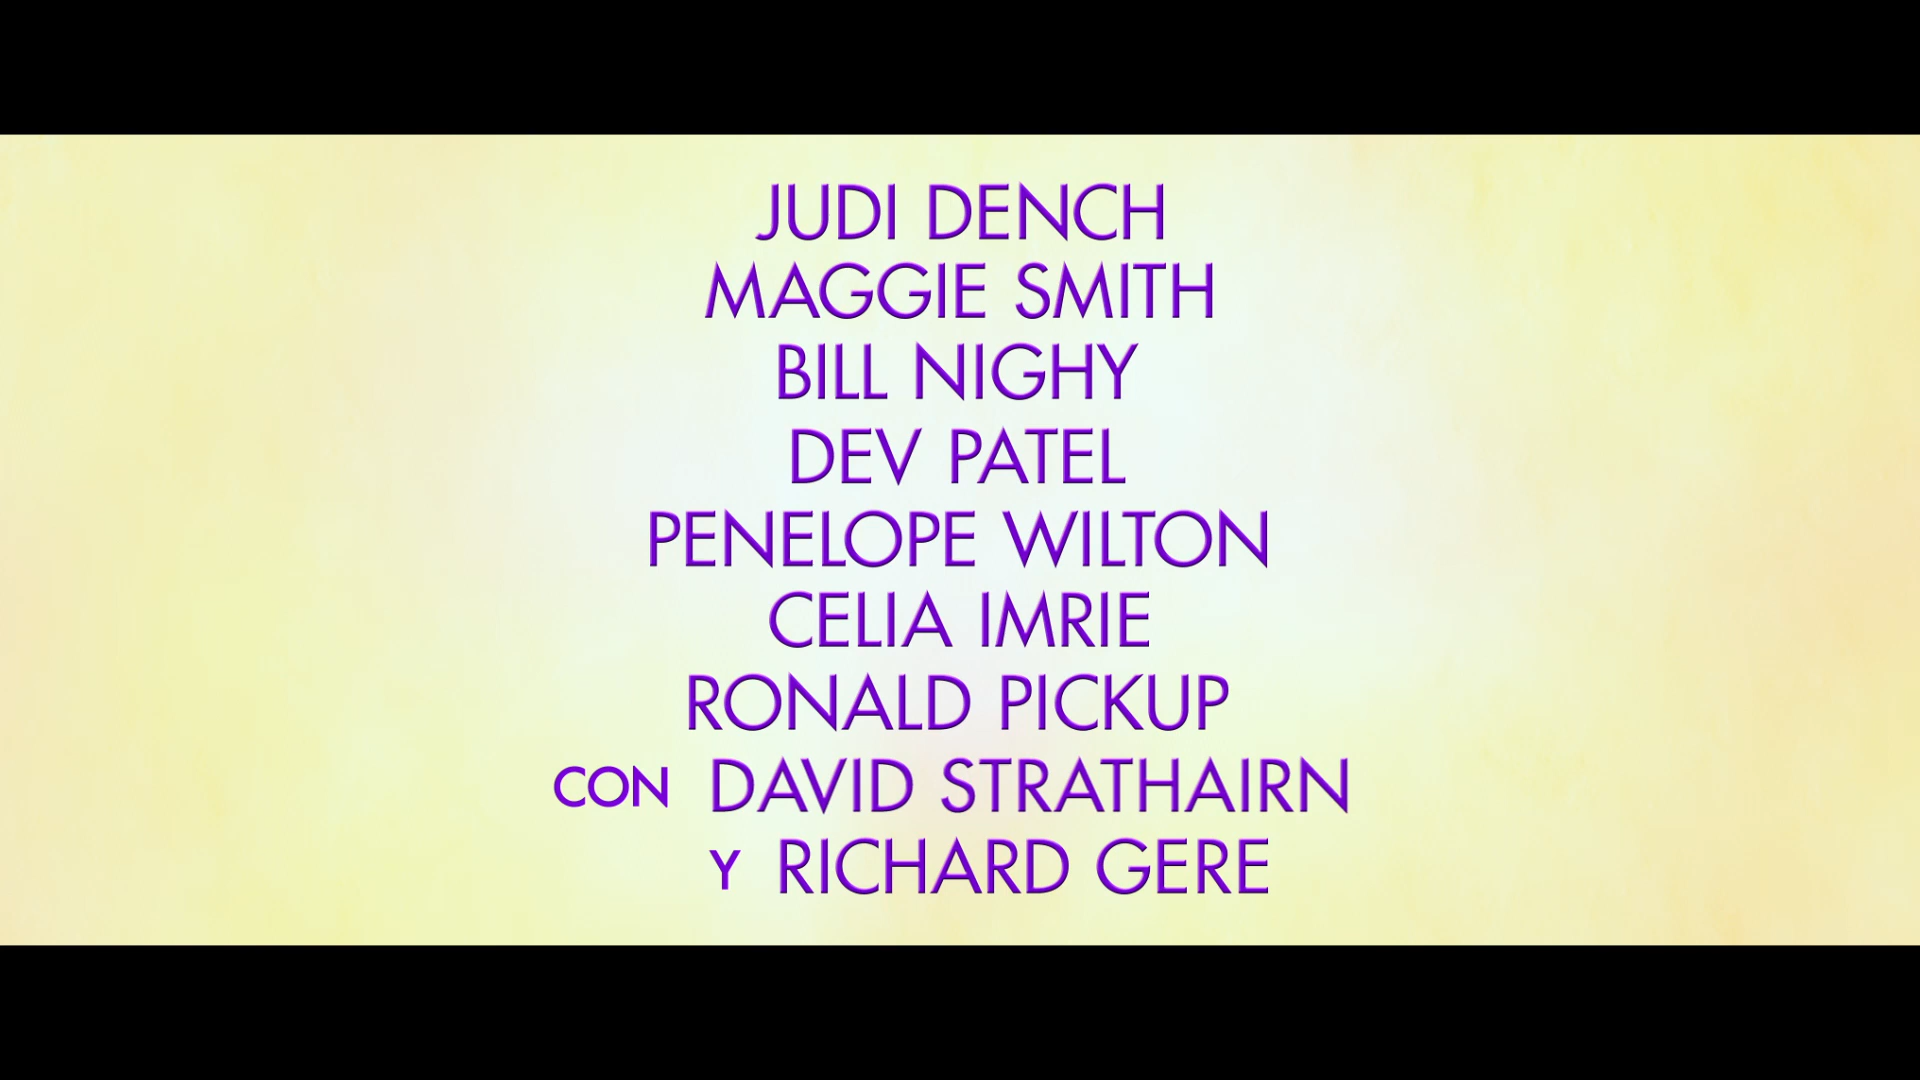 JUDI DENCH
MAGGIE SMITH
BILL NIGHY
DEV PATEL
PENELOPE WILTON
CELIA IMRIE
RONALD PICKUP
CON DAVID STRATHAIRN
Y RICHARD GERE